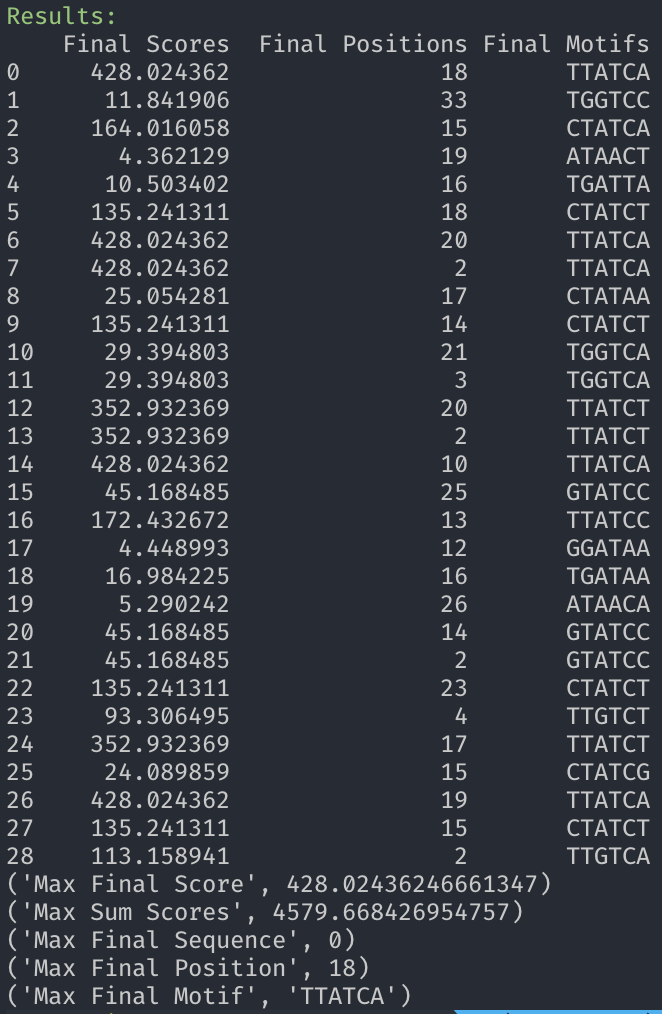 Results:
Final Scores Final Positions Final Motifs
0 428.024362 18 TTATCA
1 11.841906 33 TGGTCC
2 164.016058 15 CTATCA
3 4.362129 19 ATAACT
4 10.503402 16 TGATTA
5 135.241311 18 CTATCT
6 428.024362 20 TTATCA
7 428.024362 2 TTATCA
8 25.054281 17 CTATAA
9 135.241311 14 CTATCT
10 29.394803 21 TGGTCA
11 29.394803 3 TGGTCA
12 352.932369 20 TTATCT
13 352.932369 2 TTATCT
14 428.024362 10 TTATCA
15 45.168485 25 GTATCC
16 172.432672 13 TTATCC
17 4.448993 12 GGATAA
18 16.984225 16 TGATAA
19 5.290242 26 ATAACA
20 45.168485 14 GTATCC
21 45.168485 2 GTATCC
22 135.241311 23 CTATCT
23 93.306495 4 TTGTCT
24 352.932369 17 TTATCT
25 24.089859 15 CTATCG
26 428.024362 19 TTATCA
27 135.241311 15 CTATCT
28 113.158941 2 TTGTCA
('Max Final Score', 428.02436246661347)
('Max Sum Scores', 4579.668426954757)
('Max Final Sequence', 0)
('Max Final Position', 18)
('Max Final Motif', 'TTATCA')